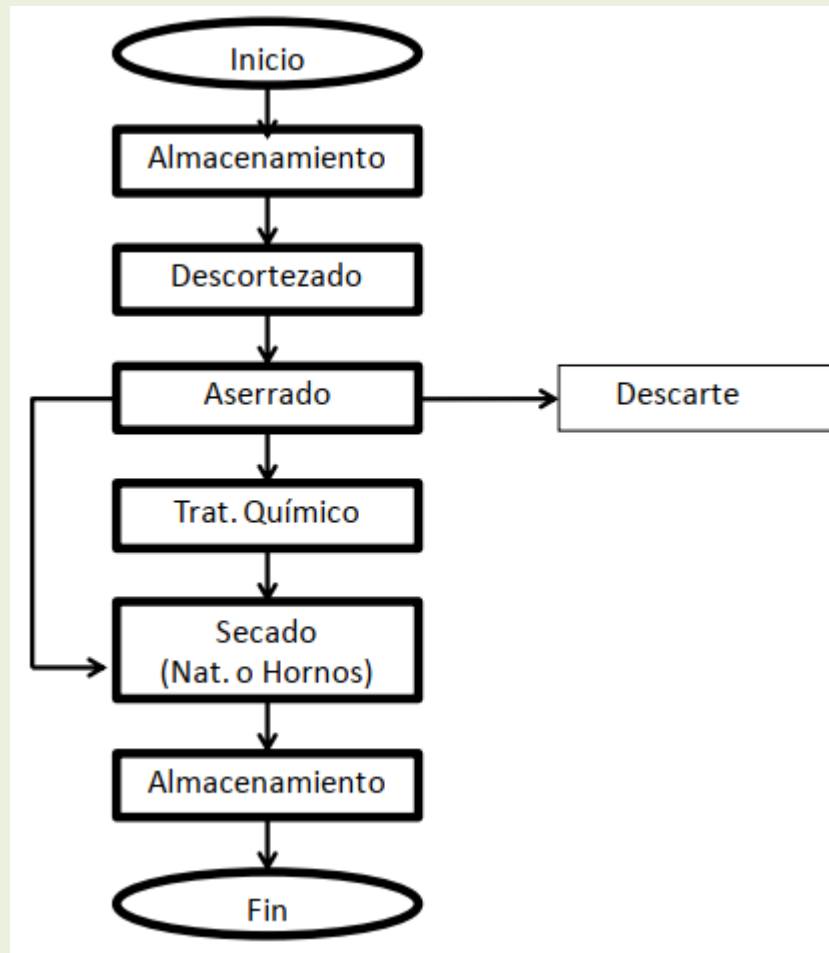 Inicio
Almacenamiento
Descortezado
Aserrado
Descarte
Trat. Químico
Secado
(Nat. o Hornos)
Almacenamiento
Fin